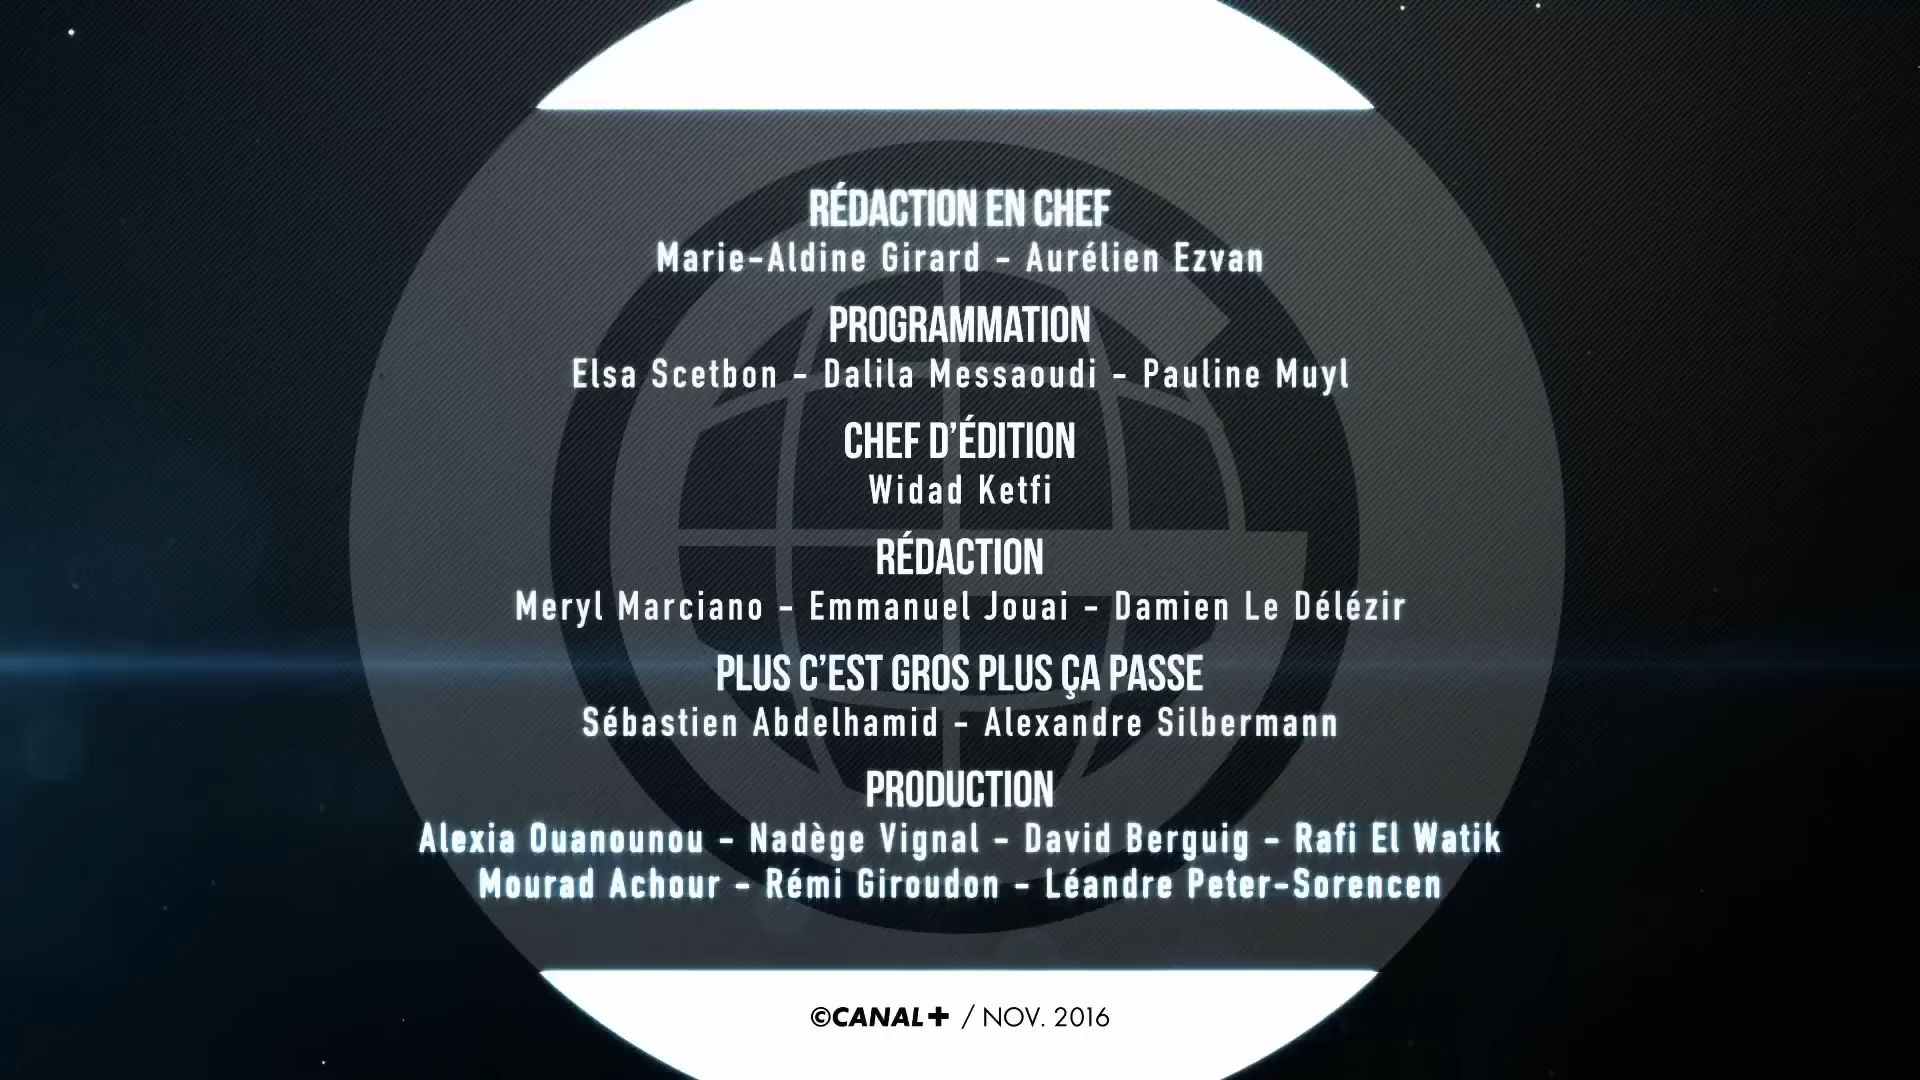 RÉDACTION EN CHEF
Marie-Aldine Girard - Aurélien Ezvan
PROGRAMMATION
Elsa Scetbon - Dalila Messaoudi - Pauline Muyl
CHEF D'ÉDITION
Widad Ketfi
RÉDACTION
Meryl Marciano - Emmanuel Jouai - Damien Le Délézir
PLUS C'EST GROS PLUS ÇA PASSE
Sébastien Abdelhamid - Alexandre Silbermann
PRODUCTION
Alexia Ouanounou - Nadège Vignal - David Berguig - Rafi El Watik
Mourad Achour - Rémi Giroudon - Léandre Peter-Sorencen
©CANAL+ / NOV. 2016